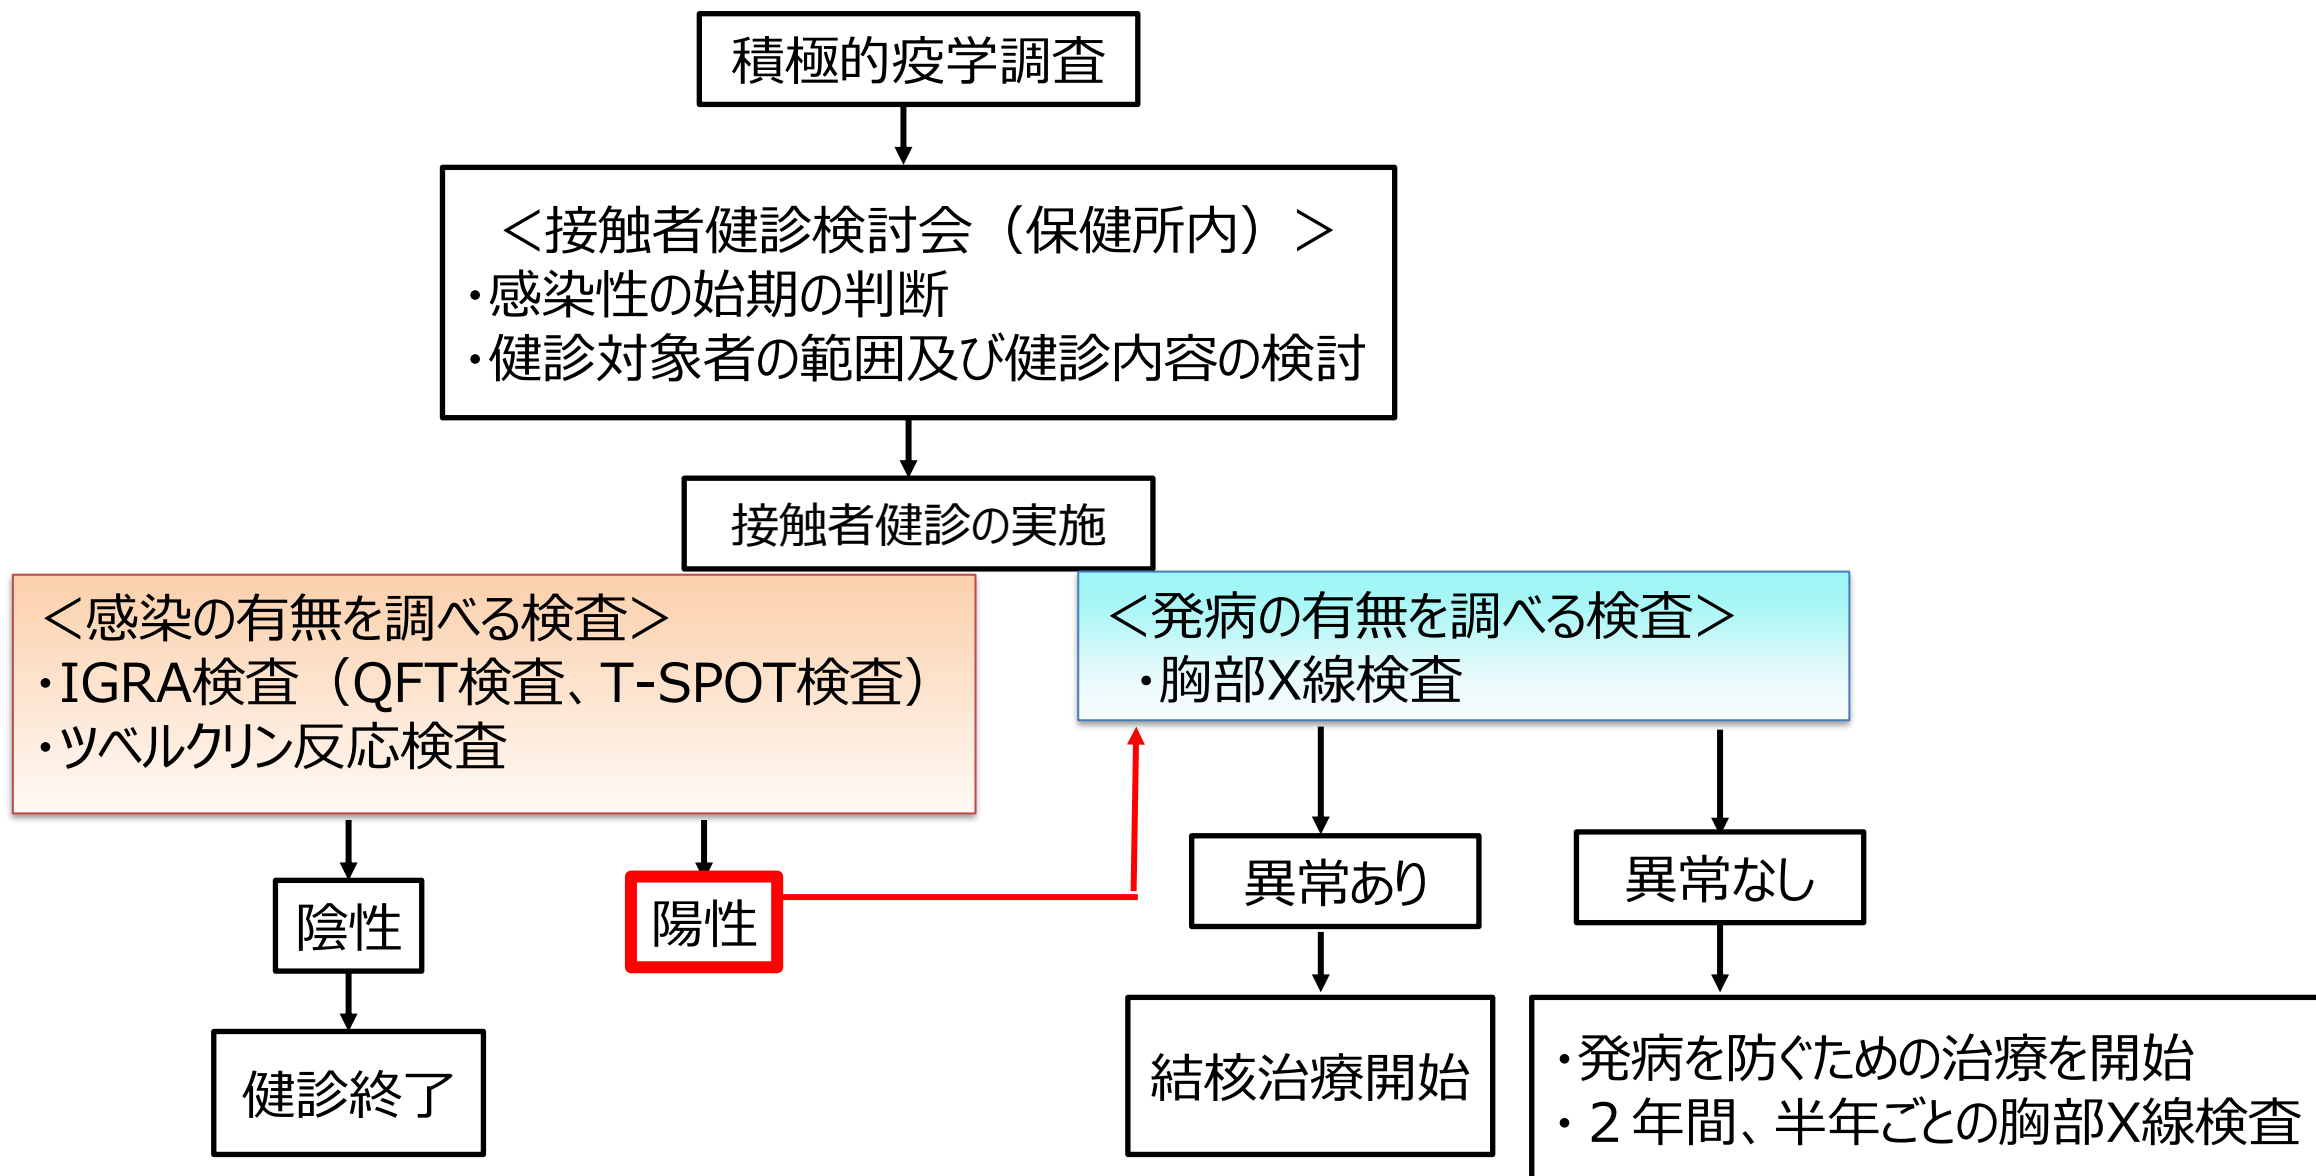 積極的疫学調査
＜接触者健診検討会（保健所内）＞
・感染性の始期の判断
・健診対象者の範囲及び健診内容の検討
接触者健診の実施
＜感染の有無を調べる検査＞
・IGRA検査（QFT検査、T-SPOT検査）
・ツベルクリン反応検査
＜発病の有無を調べる検査＞
・胸部X線検査
陰性
陽性
異常あり
異常なし
健診終了
結核治療開始
・発病を防ぐための治療を開始
・２年間、半年ごとの胸部X線検査